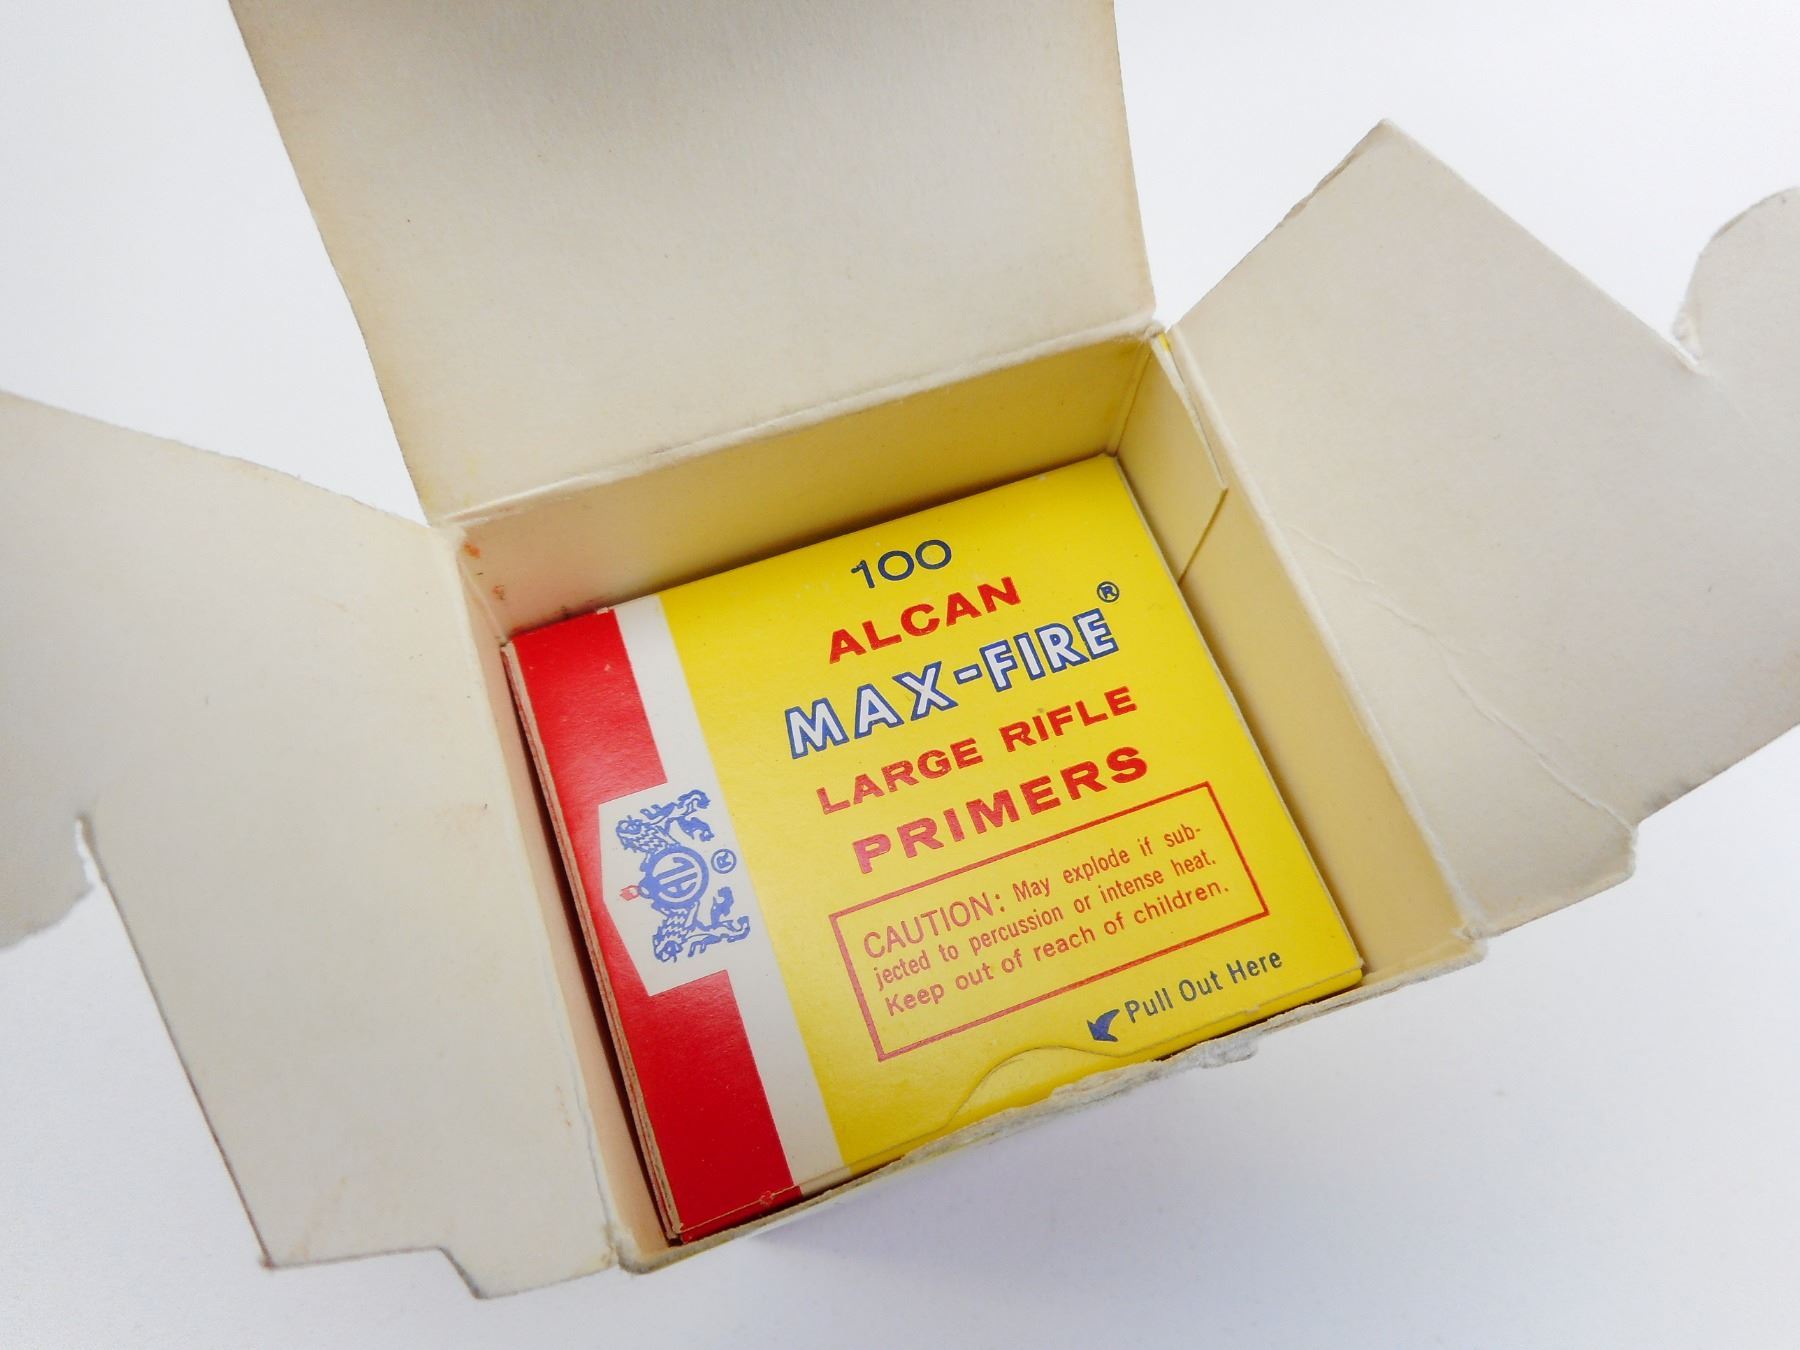 100
ALCAN
MAX-FIRE®
LARGE RIFLE
PRIMERS
CAUTION: May explode if sub-
jected to percussion or intense heat.
Keep out of reach of children.
Pull Out Here
®